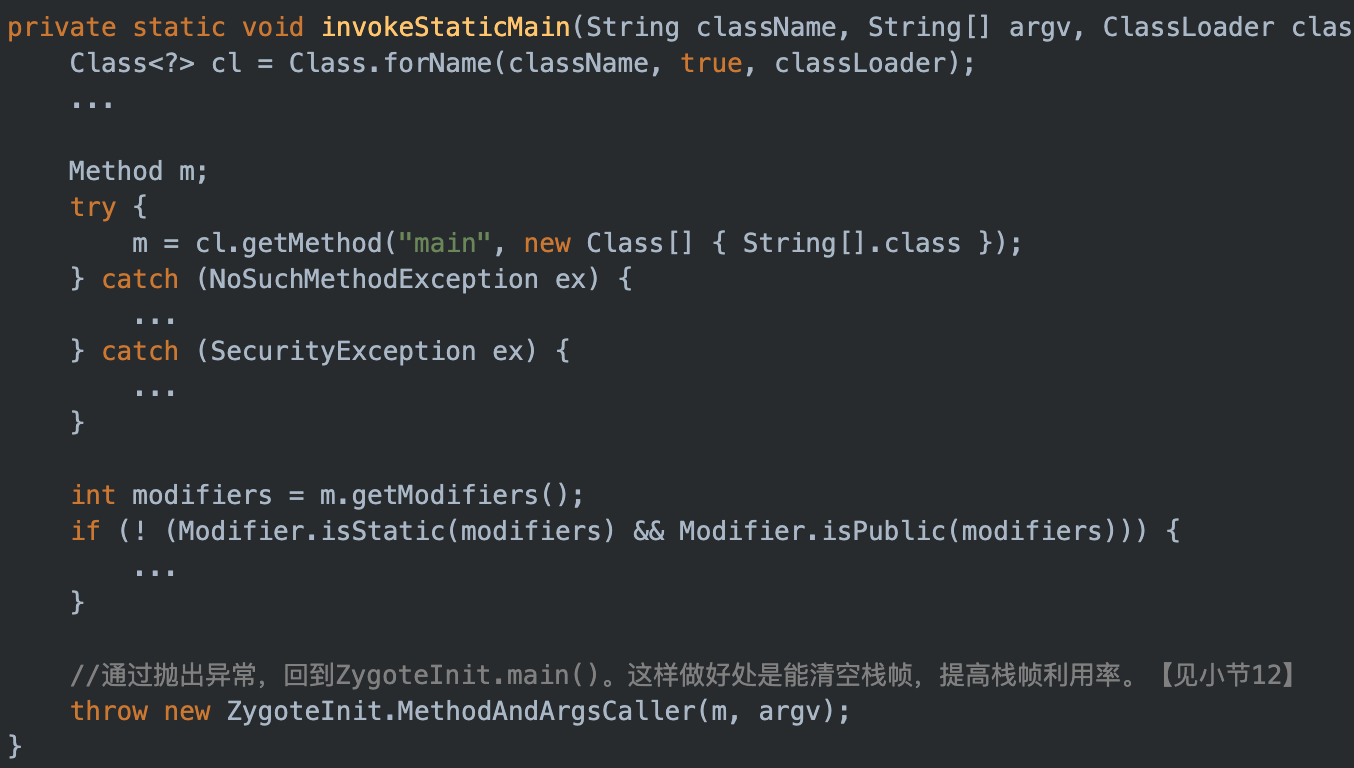 private static void invokeStaticMain(String className, String[] argv, ClassLoader clas
    Class<?> cl = Class.forName(className, true, classLoader);
    ...

    Method m;
    try {
        m = cl.getMethod("main", new Class[] { String[].class });
    } catch (NoSuchMethodException ex) {
        ...
    } catch (SecurityException ex) {
        ...
    }

    int modifiers = m.getModifiers();
    if (! (Modifier.isStatic(modifiers) && Modifier.isPublic(modifiers))) {
        ...
    }

    //通过抛出异常，回到ZygoteInit.main()。这样做好处是能清空栈帧，提高栈帧利用率。【见小节12】
    throw new ZygoteInit.MethodAndArgsCaller(m, argv);
}